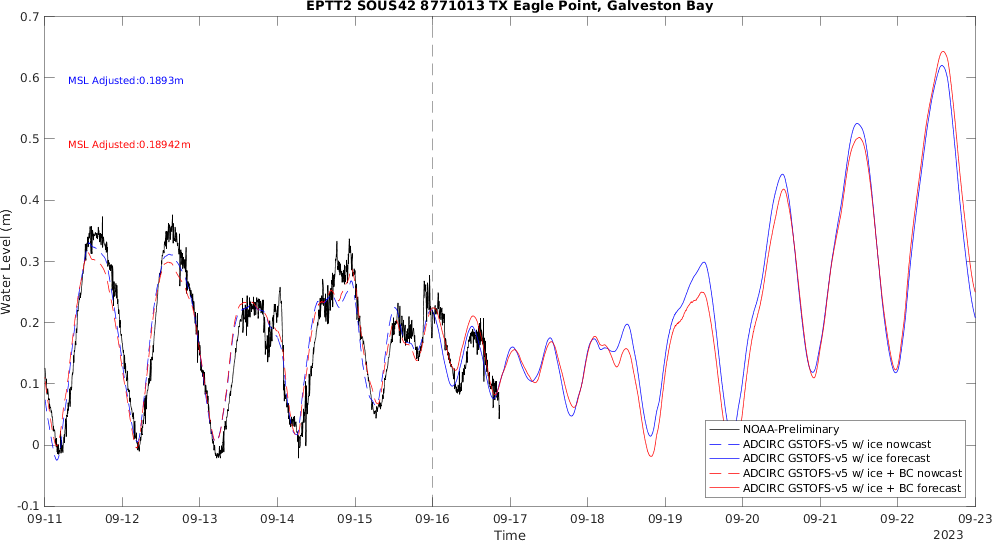 EPTT2 SOUS42 8771013 TX Eagle Point, Galveston Bay
0.7
0.6
0.5
0.4
0.3
0.2
0.1
0
-0.1
Water Level (m)
MSL Adjusted:0.1893m
MSL Adjusted:0.18942m
NOAA-Preliminary
ADCIRC GSTOFS-v5 w/ ice nowcast
ADCIRC GSTOFS-v5 w/ ice forecast
ADCIRC GSTOFS-v5 w/ ice + BC nowcast
ADCIRC GSTOFS-v5 w/ ice + BC forecast
09-11 09-12 09-13 09-14 09-15 09-16 09-17 09-18 09-19 09-20 09-21 09-22 09-23
Time
2023